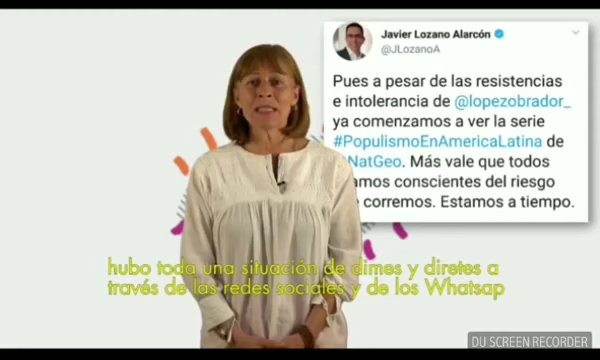 Javier Lozano Alarcón
@JLozanoA
Pues a pesar de las resistencias
e intolerancia de @lopezobrador_
ya comenzamos a ver la serie
#PopulismoEnAmericaLatina de
NatGeo. Más vale que todos
amos conscientes del riesgo
corremos. Estamos a tiempo.
hubo toda una situación de dimes y diretes a
través de las redes sociales y de los Whatsap
DU SCREEN RECORDER